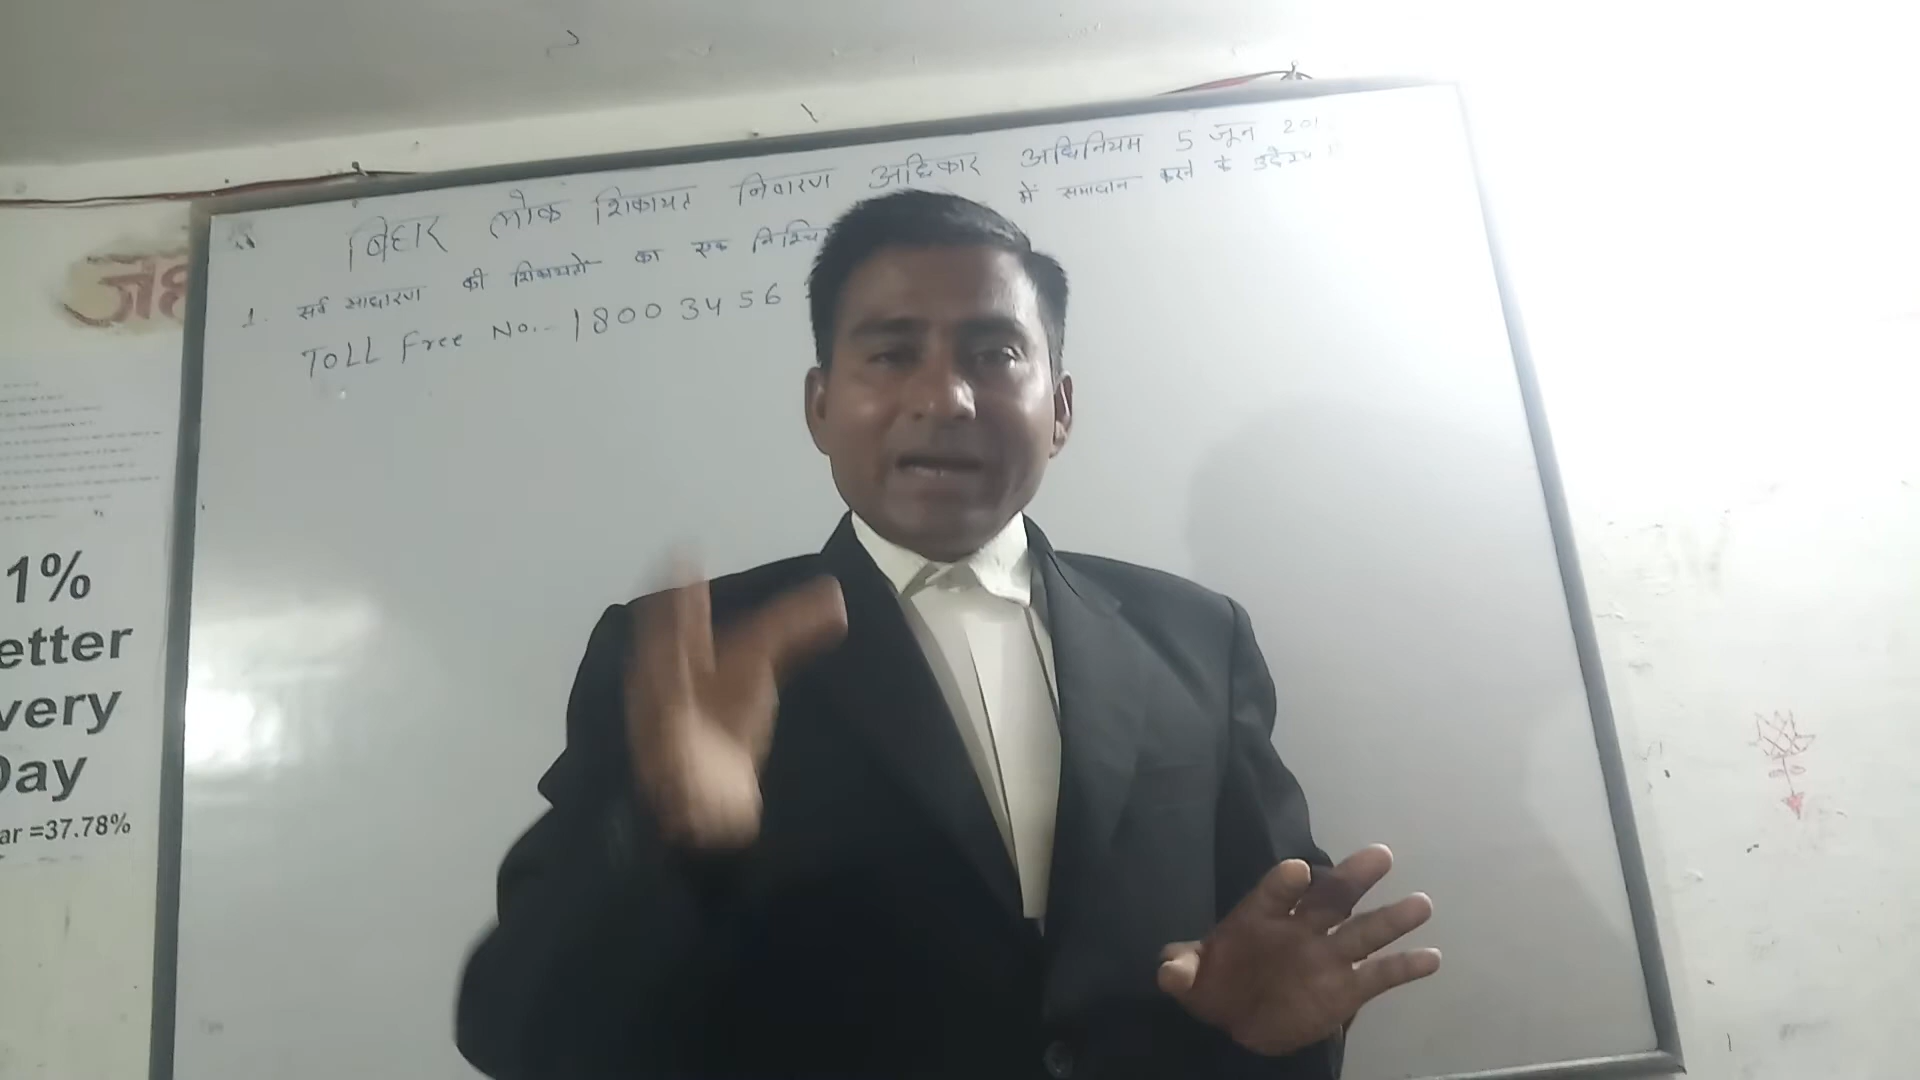 बिहार लोक शिकायत निवारण अधिकार अधिनियम 5 जून 201
1. सर्व साधारण की शिकायतों का एक निश्चि में समाधान करने के उद्देश्य
TOLL Free No.- 1800 3456
जह
1%
etter
very
Day
ar =37.78%